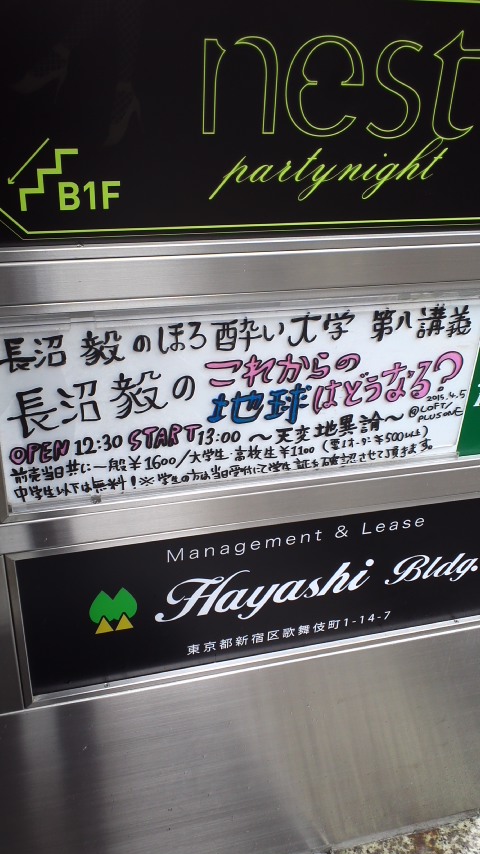 nest
partynight
B1F
長沼 毅のほろ酔い大学 第八講義
長沼毅の これからの地球はどうなる?
2015.4.5
@LOFT/
PLUS ONE
OPEN 12:30 START 13:00 〜天変地異論〜
前売当日共に一般¥1600/大学生・高校生¥1100 (要1オーダー¥500以上)
中学生以下は無料!※学生の方は当日受付にて学生証を確認させて頂きます。
Management & Lease
Hayashi Bldg.
東京都新宿区歌舞伎町1-14-7